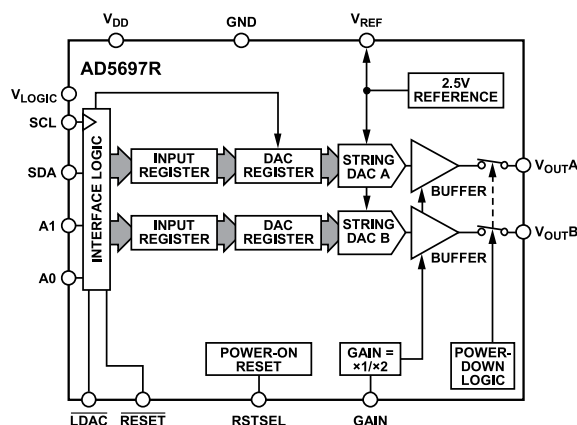 VDD
GND
VREF
AD5697R
2.5V
REFERENCE
VLOGIC
SCL
SDA
A1
A0
INTERFACE LOGIC
INPUT
REGISTER
DAC
REGISTER
STRING
DAC A
BUFFER
VOUTA
INPUT
REGISTER
DAC
REGISTER
STRING
DAC B
BUFFER
VOUTB
POWER-ON
RESET
GAIN =
×1/×2
POWER-
DOWN
LOGIC
LDAC
RESET
RSTSEL
GAIN